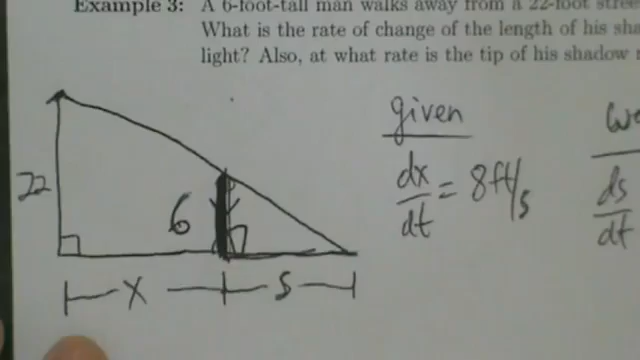 Example 3: A 6-foot-tall man walks away from a 22-foot stree
What is the rate of change of the length of his sha
light? Also, at what rate is the tip of his shadow
given
dx/dt = 8 ft/s
ds/dt
22
6
x
s